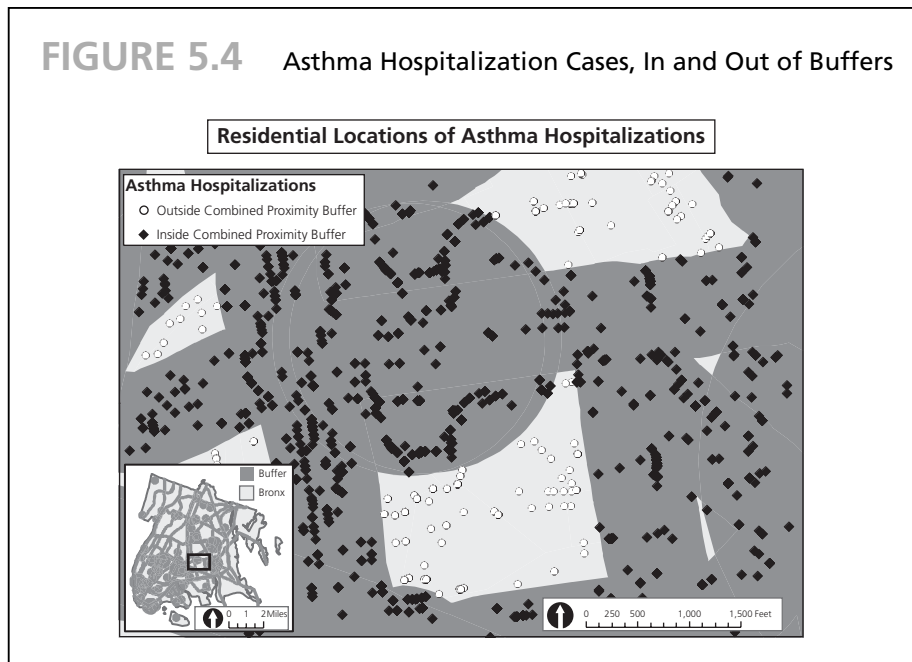 FIGURE 5.4 Asthma Hospitalization Cases, In and Out of Buffers
Residential Locations of Asthma Hospitalizations
Asthma Hospitalizations
Outside Combined Proximity Buffer
Inside Combined Proximity Buffer
Buffer
Bronx
0 1 2 Miles
0 250 500 1,000 1,500 Feet